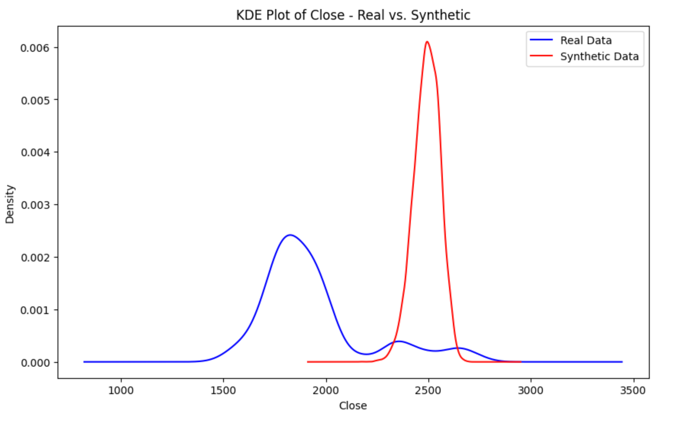 KDE Plot of Close - Real vs. Synthetic
Real Data
Synthetic Data
0.006
0.005
0.004
0.003
0.002
0.001
0.000
Density
1000
1500
2000
2500
3000
3500
Close